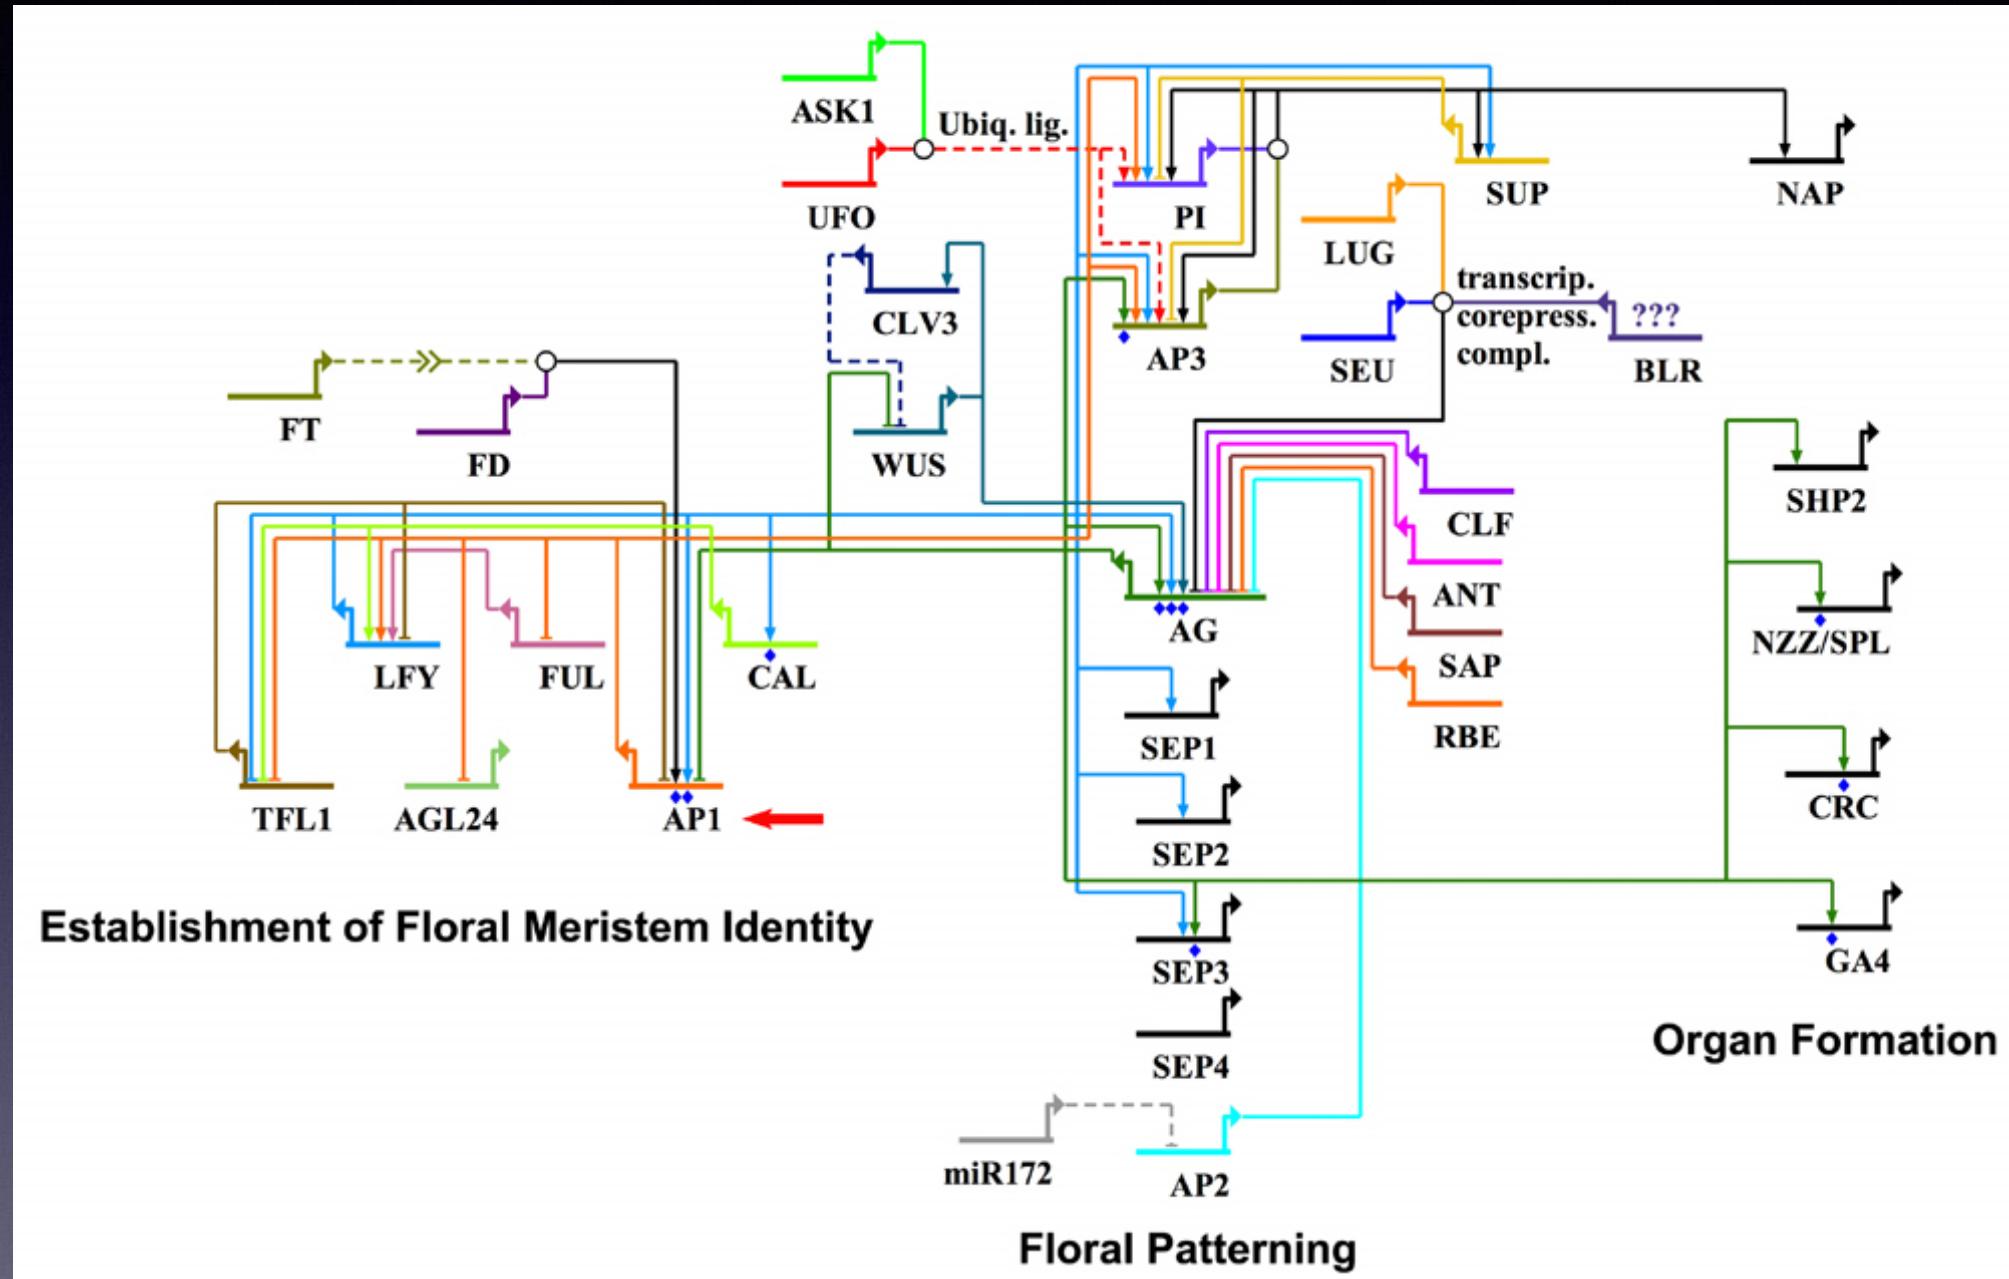 ASK1
Ubiq. lig.
UFO
PI
SUP
NAP
LUG
CLV3
transcrip.
corepress.
compl.
???
AP3
SEU
BLR
FT
FD
WUS
SHP2
CLF
ANT
AG
NZZ/SPL
LFY
FUL
CAL
SAP
RBE
SEP1
TFL1
AGL24
AP1
CRC
SEP2
Establishment of Floral Meristem Identity
SEP3
GA4
SEP4
Organ Formation
miR172
AP2
Floral Patterning